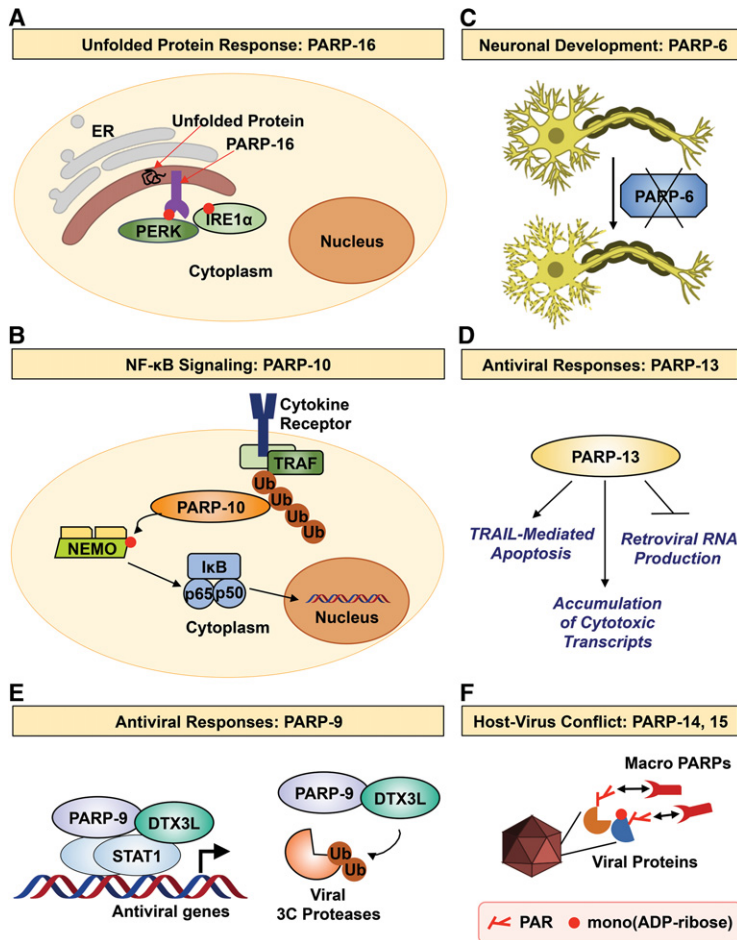 A
Unfolded Protein Response: PARP-16
ER
Unfolded Protein
PARP-16
PERK
IRE1α
Cytoplasm
Nucleus
B
NF-κB Signaling: PARP-10
Cytokine
Receptor
TRAF
Ub
Ub
Ub
Ub
PARP-10
NEMO
IκB
p65
p50
Cytoplasm
Nucleus
C
Neuronal Development: PARP-6
PARP-6
D
Antiviral Responses: PARP-13
PARP-13
TRAIL-Mediated
Apoptosis
Retroviral RNA
Production
Accumulation
of Cytotoxic
Transcripts
E
Antiviral Responses: PARP-9
PARP-9
DTX3L
STAT1
Antiviral genes
PARP-9
DTX3L
Ub
Ub
Viral
3C Proteases
F
Host-Virus Conflict: PARP-14, 15
Macro PARPs
Viral Proteins
PAR
mono(ADP-ribose)